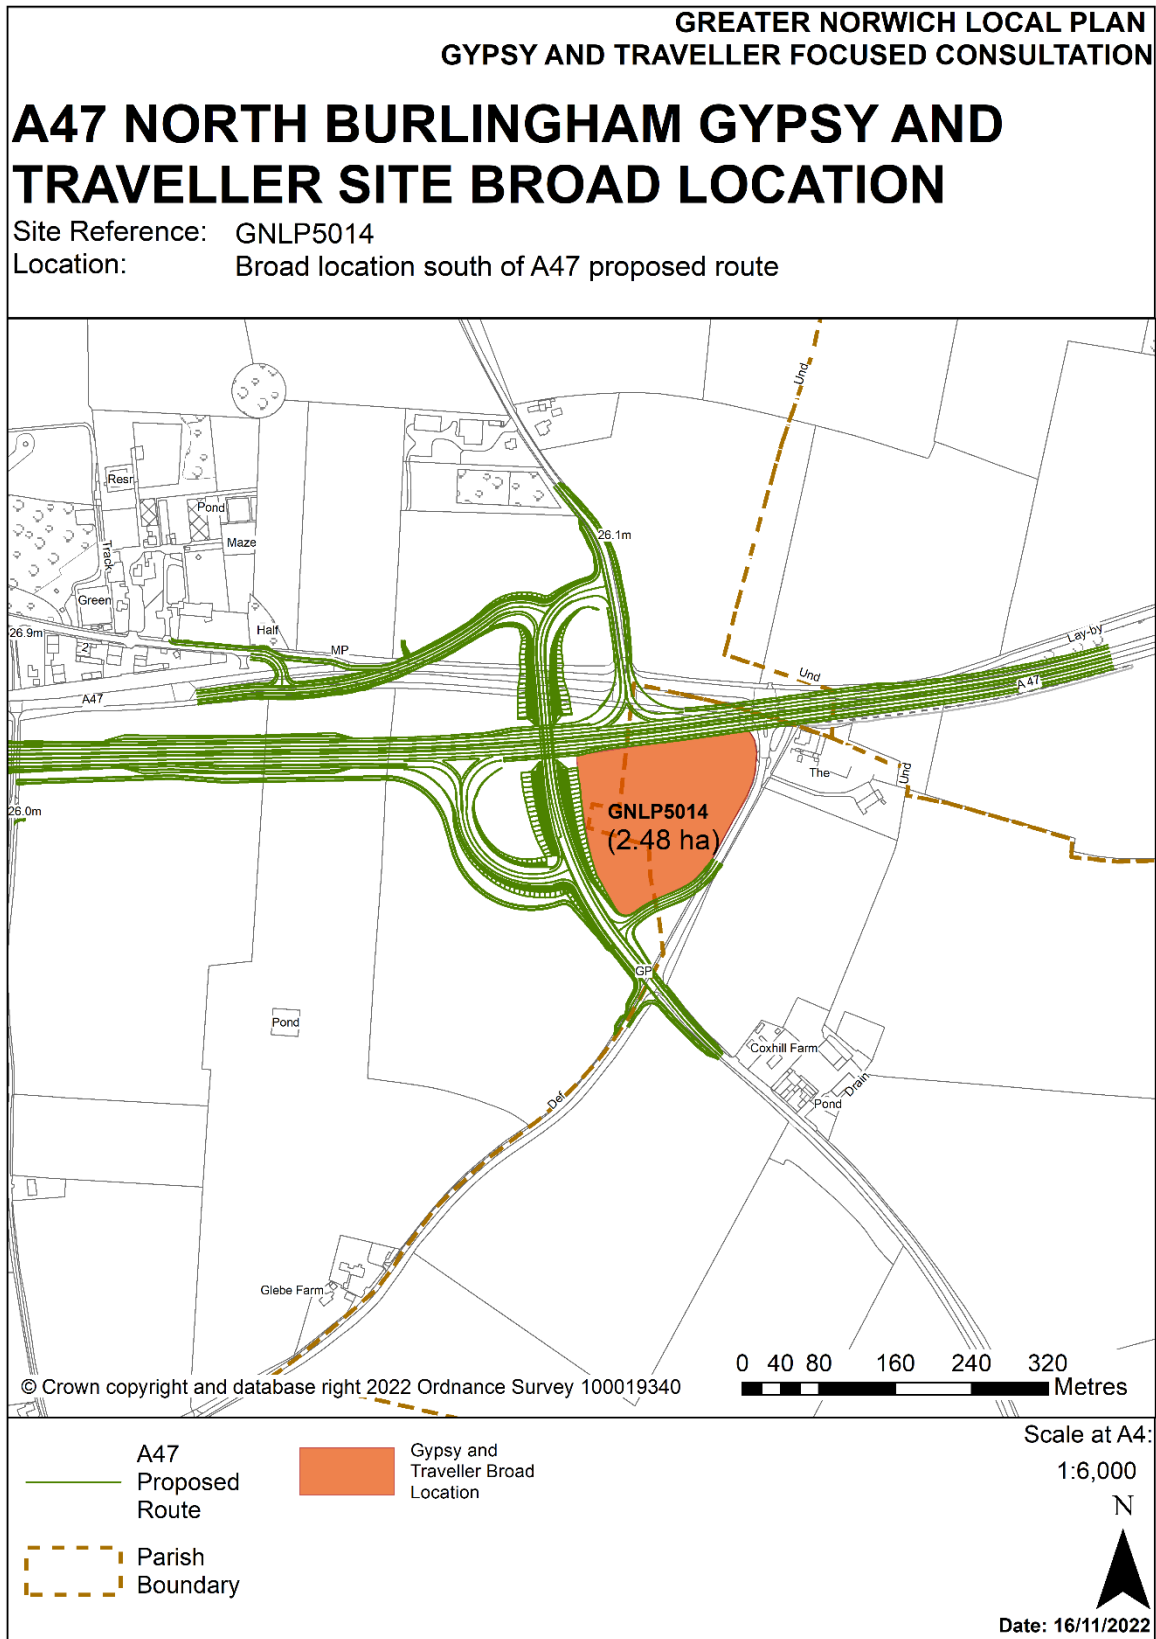 GREATER NORWICH LOCAL PLAN
GYPSY AND TRAVELLER FOCUSED CONSULTATION
A47 NORTH BURLINGHAM GYPSY AND
TRAVELLER SITE BROAD LOCATION
Site Reference: GNLP5014
Location: Broad location south of A47 proposed route
Und
Resr
Pond
26.1m
Maze
Track
Green
Half
26.9m
2
MP
Lay-by
Und
A47
A 47
The
Und
26.0m
GNLP5014
(2.48 ha)
GP
Pond
Coxhill Farm
Drain
Pond
Def
Glebe Farm
0 40 80 160 240 320
Metres
© Crown copyright and database right 2022 Ordnance Survey 100019340
A47
Proposed
Route
Gypsy and
Traveller Broad
Location
Parish
Boundary
Scale at A4:
1:6,000
N
Date: 16/11/2022